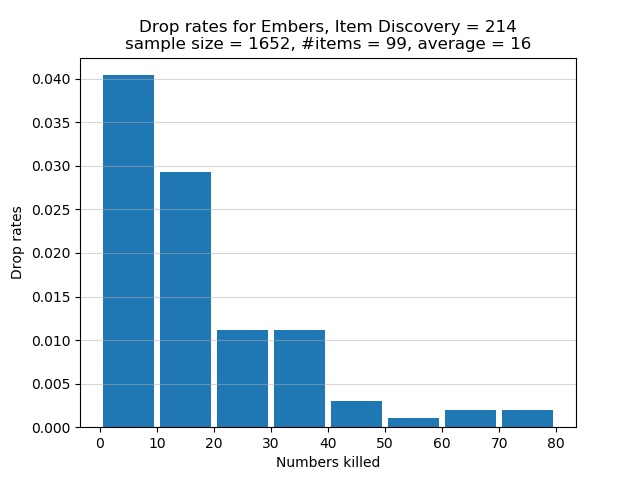 Drop rates for Embers, Item Discovery = 214
sample size = 1652, #items = 99, average = 16
0.040
0.035
0.030
0.025
0.020
0.015
0.010
0.005
0.000
Drop rates
0 10 20 30 40 50 60 70 80
Numbers killed